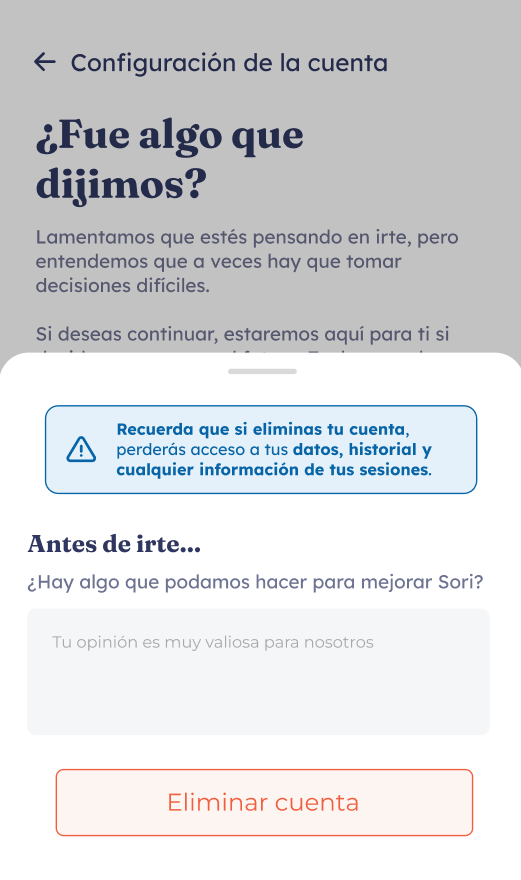 Configuración de la cuenta
¿Fue algo que
dijimos?
Lamentamos que estés pensando en irte, pero
entendemos que a veces hay que tomar
decisiones difíciles.
Si deseas continuar, estaremos aquí para ti si
Recuerda que si eliminas tu cuenta,
perderás acceso a tus datos, historial y
cualquier información de tus sesiones.
Antes de irte...
¿Hay algo que podamos hacer para mejorar Sori?
Tu opinión es muy valiosa para nosotros
Eliminar cuenta